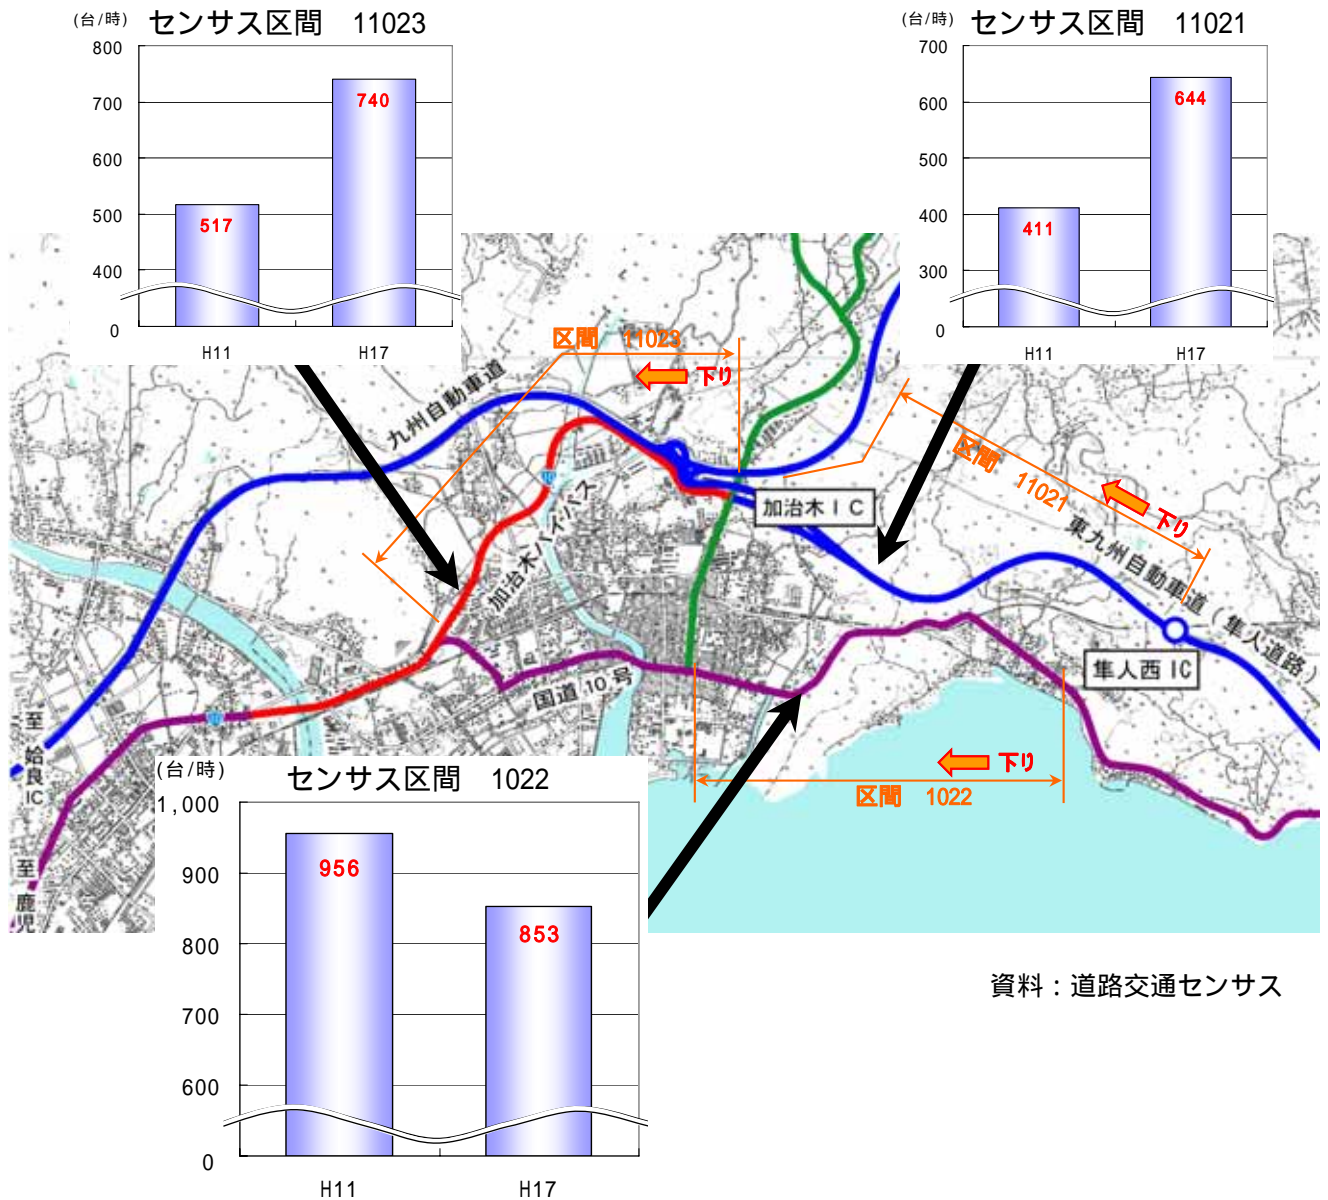 (台/時)
センサス区間 11023
800
700
600
500
400
0
740
517
H11
H17
(台/時)
センサス区間 11021
700
600
500
400
300
0
644
411
H11
H17
区間 11023
下り
九州自動車道
加治木バイパス
10
加治木IC
区間 11021
下り
東九州自動車道(隼人道路)
隼人西IC
国道10号
10
至 姶良IC
至 鹿児
下り
区間 1022
(台/時)
センサス区間 1022
1,000
900
800
700
600
0
956
853
H11
H17
資料:道路交通センサス